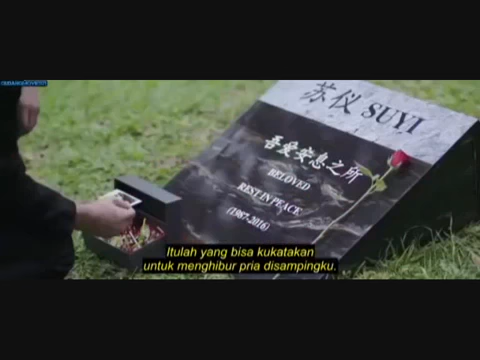 苏仪 SUYI
吾爱安息之所
BELOVED
REST IN PEACE
(1987-2016)
Itulah yang bisa kukatakan
untuk menghibur pria disampingku.